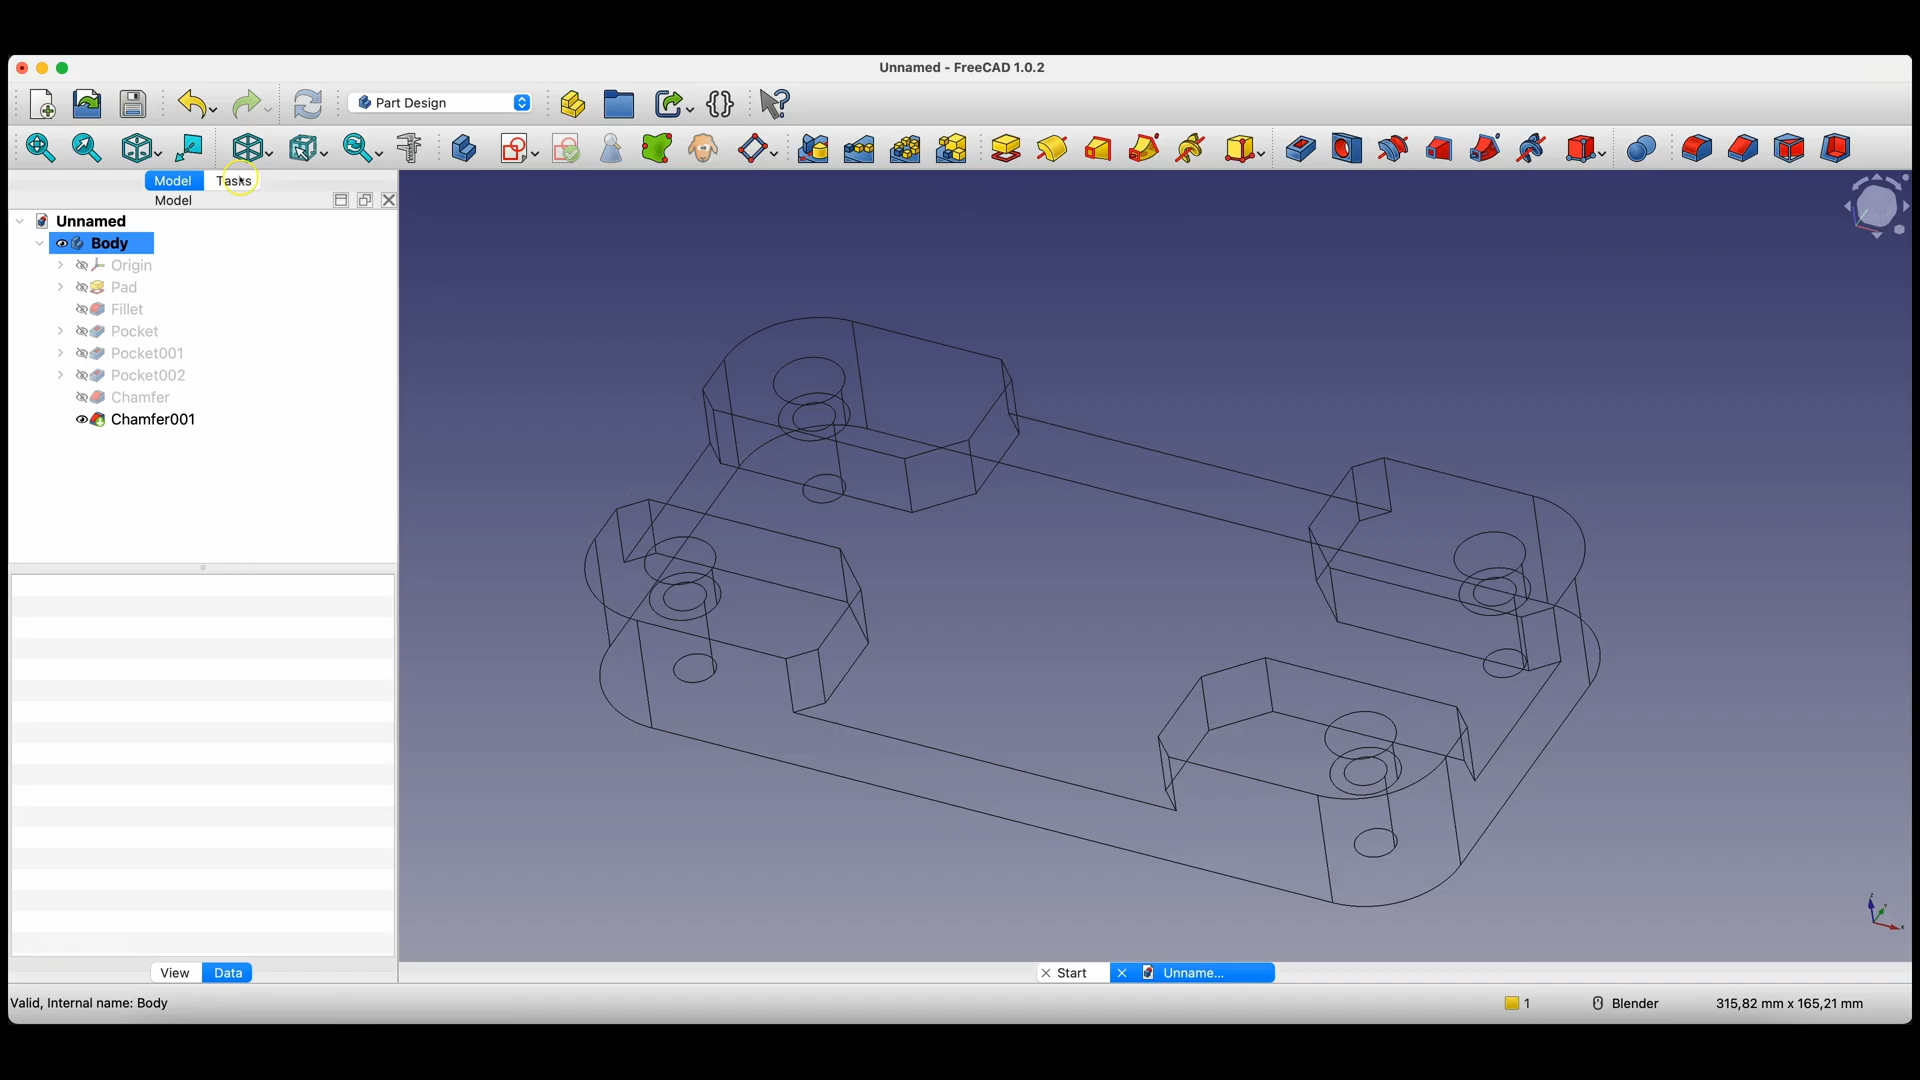 Unnamed - FreeCAD 1.0.2
Part Design
Model
Tasks
Model
Unnamed
Body
Origin
Pad
Fillet
Pocket
Pocket001
Pocket002
Chamfer
Chamfer001
View
Data
Start
Unname...
Valid, Internal name: Body
1
Blender
315,82 mm x 165,21 mm